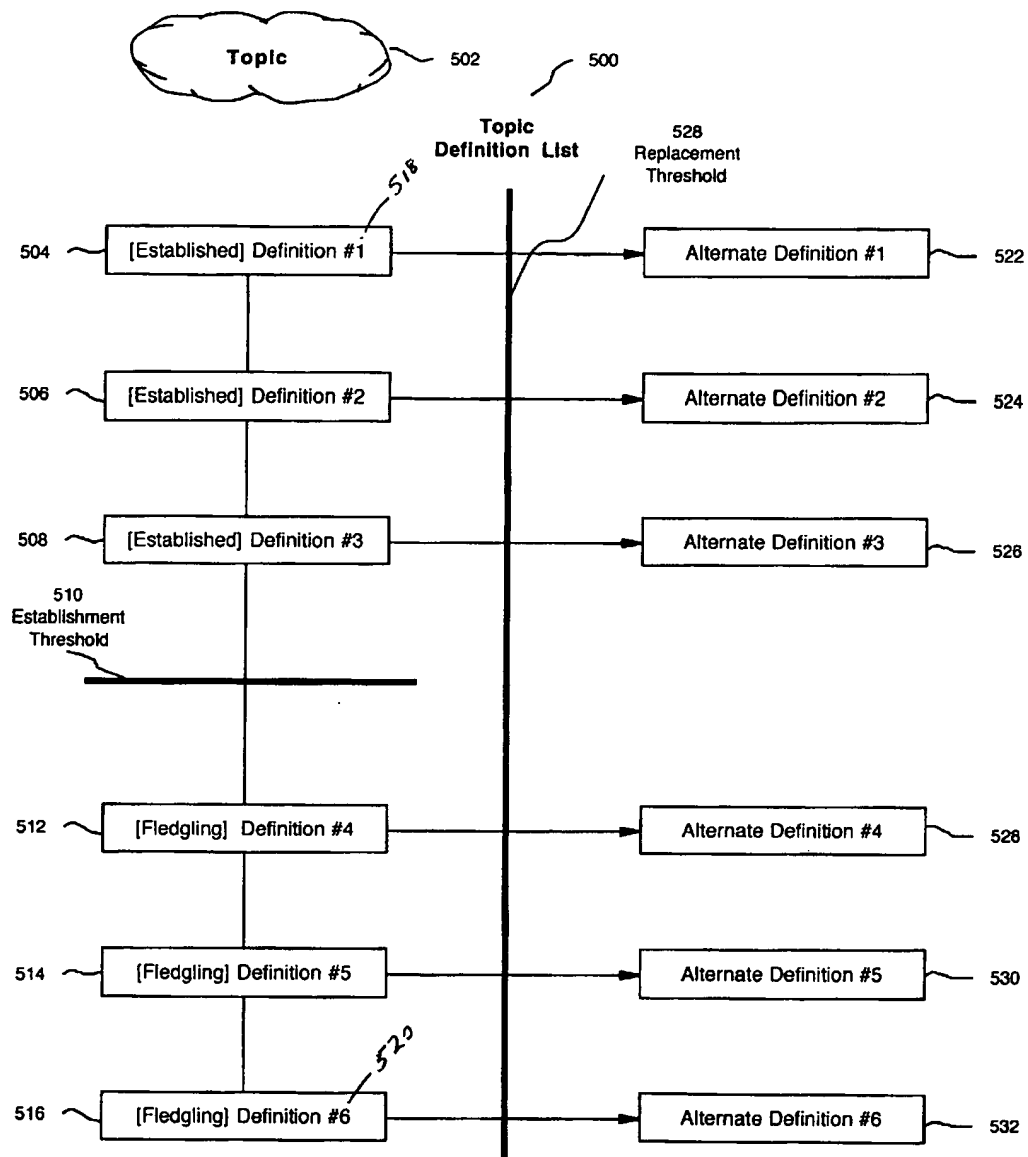 Topic
502
500
Topic
Definition List
528
Replacement
Threshold
518
504
[Established] Definition #1
Alternate Definition #1
522
506
[Established] Definition #2
Alternate Definition #2
524
508
[Established] Definition #3
Alternate Definition #3
526
510
Establishment
Threshold
512
[Fledgling] Definition #4
Alternate Definition #4
528
514
[Fledgling] Definition #5
Alternate Definition #5
530
520
516
[Fledgling] Definition #6
Alternate Definition #6
532